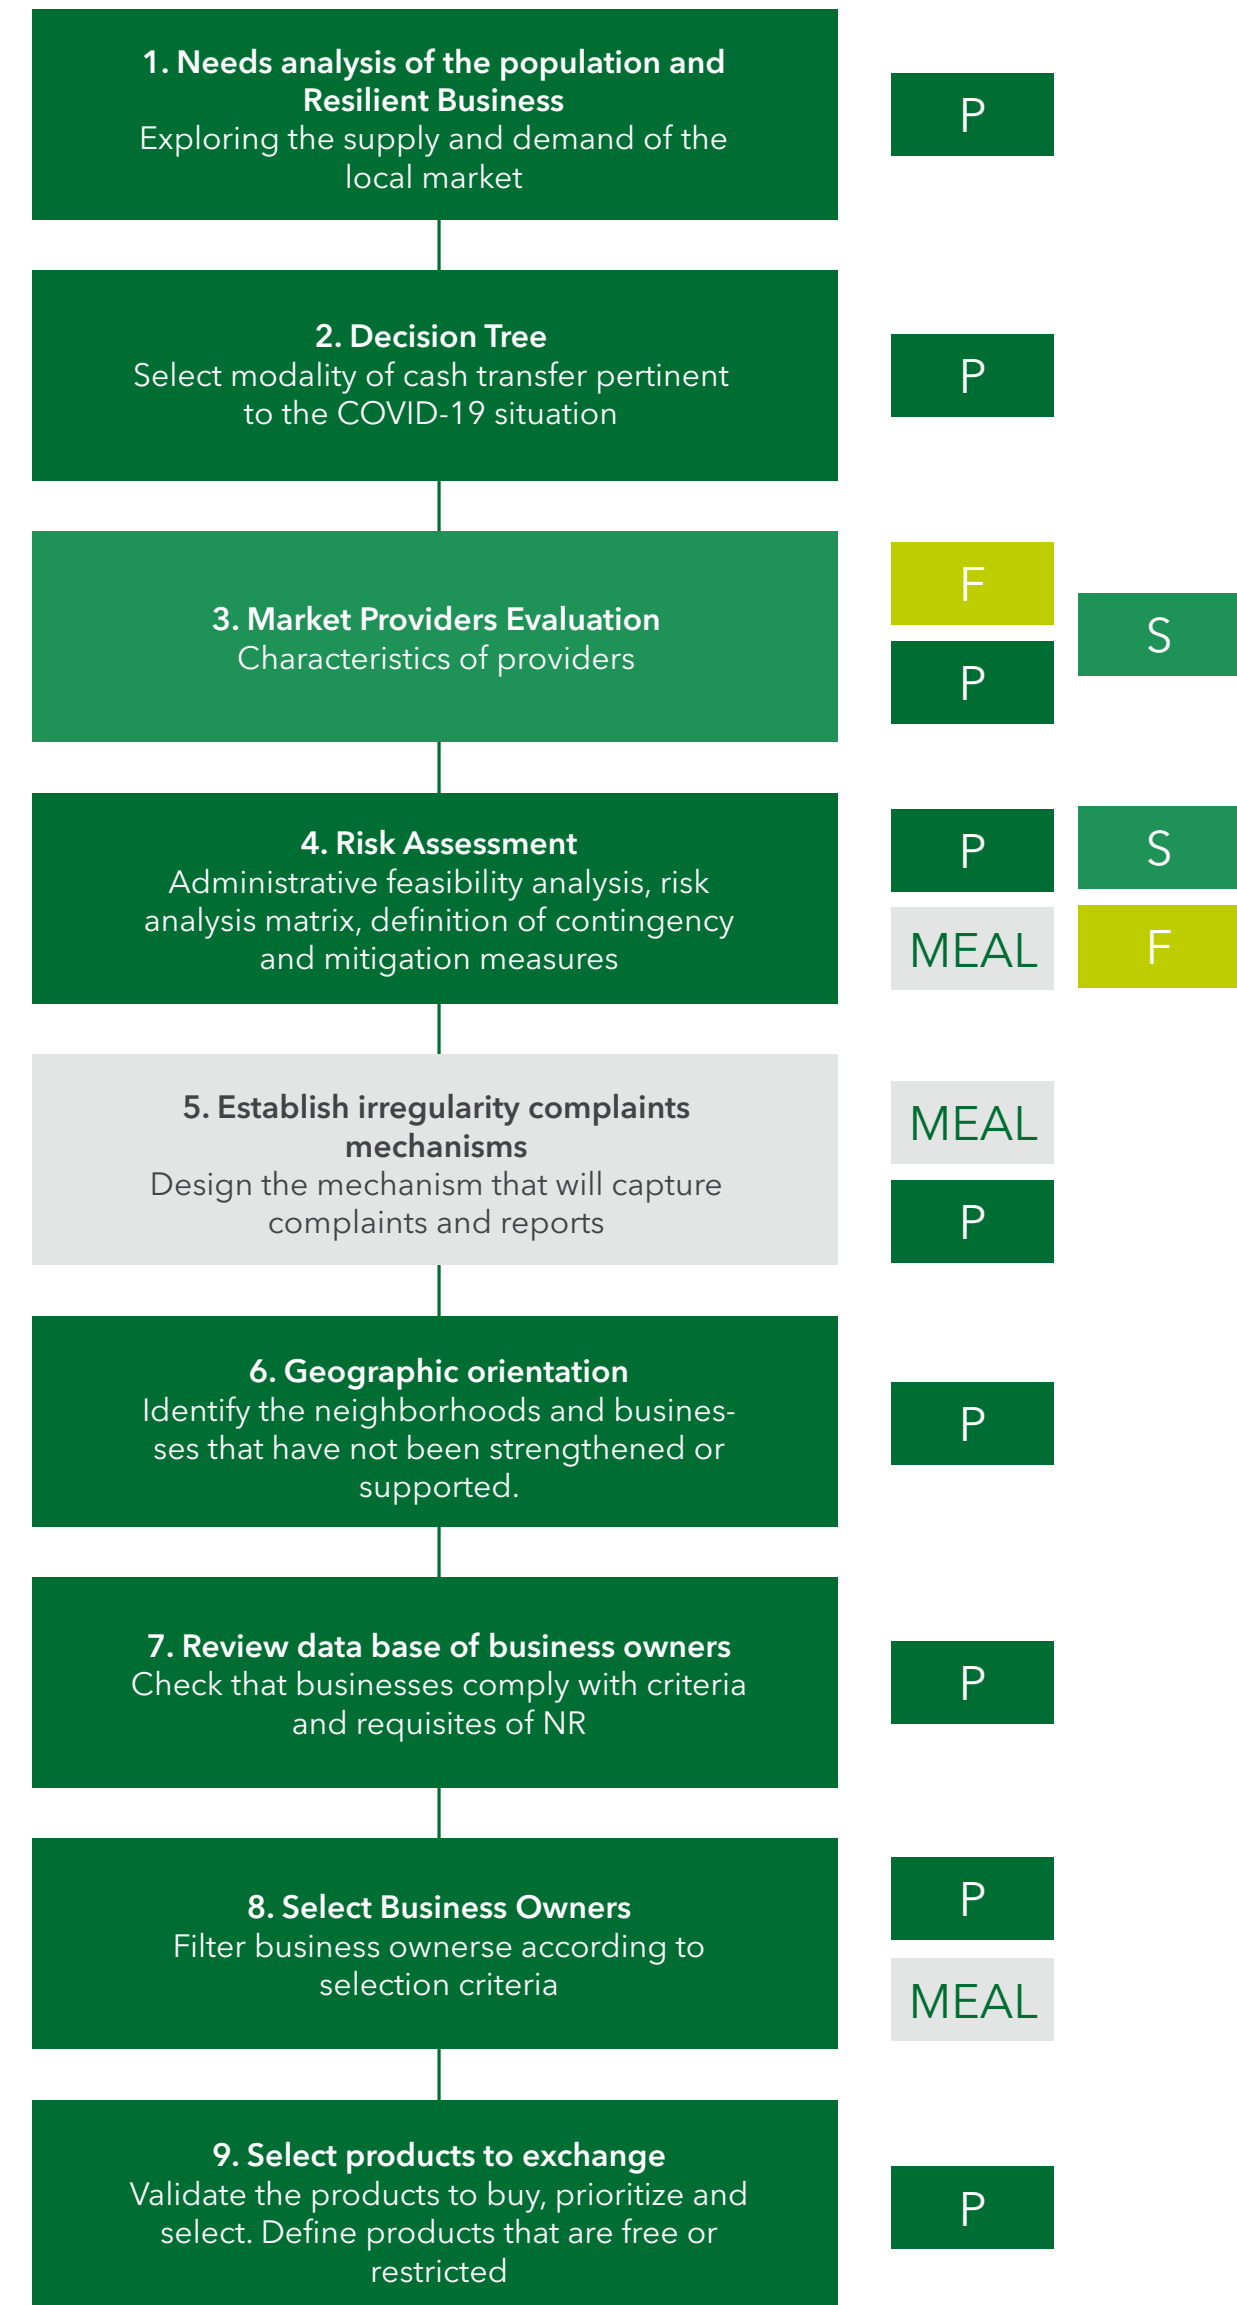 1. Needs analysis of the population and
Resilient Business
Exploring the supply and demand of the
local market
P
2. Decision Tree
Select modality of cash transfer pertinent
to the COVID-19 situation
P
3. Market Providers Evaluation
Characteristics of providers
F
S
P
4. Risk Assessment
Administrative feasibility analysis, risk
analysis matrix, definition of contingency
and mitigation measures
P
S
MEAL
F
5. Establish irregularity complaints
mechanisms
Design the mechanism that will capture
complaints and reports
MEAL
P
6. Geographic orientation
Identify the neighborhoods and busines-
ses that have not been strengthened or
supported.
P
7. Review data base of business owners
Check that businesses comply with criteria
and requisites of NR
P
8. Select Business Owners
Filter business ownerse according to
selection criteria
P
MEAL
9. Select products to exchange
Validate the products to buy, prioritize and
select. Define products that are free or
restricted
P